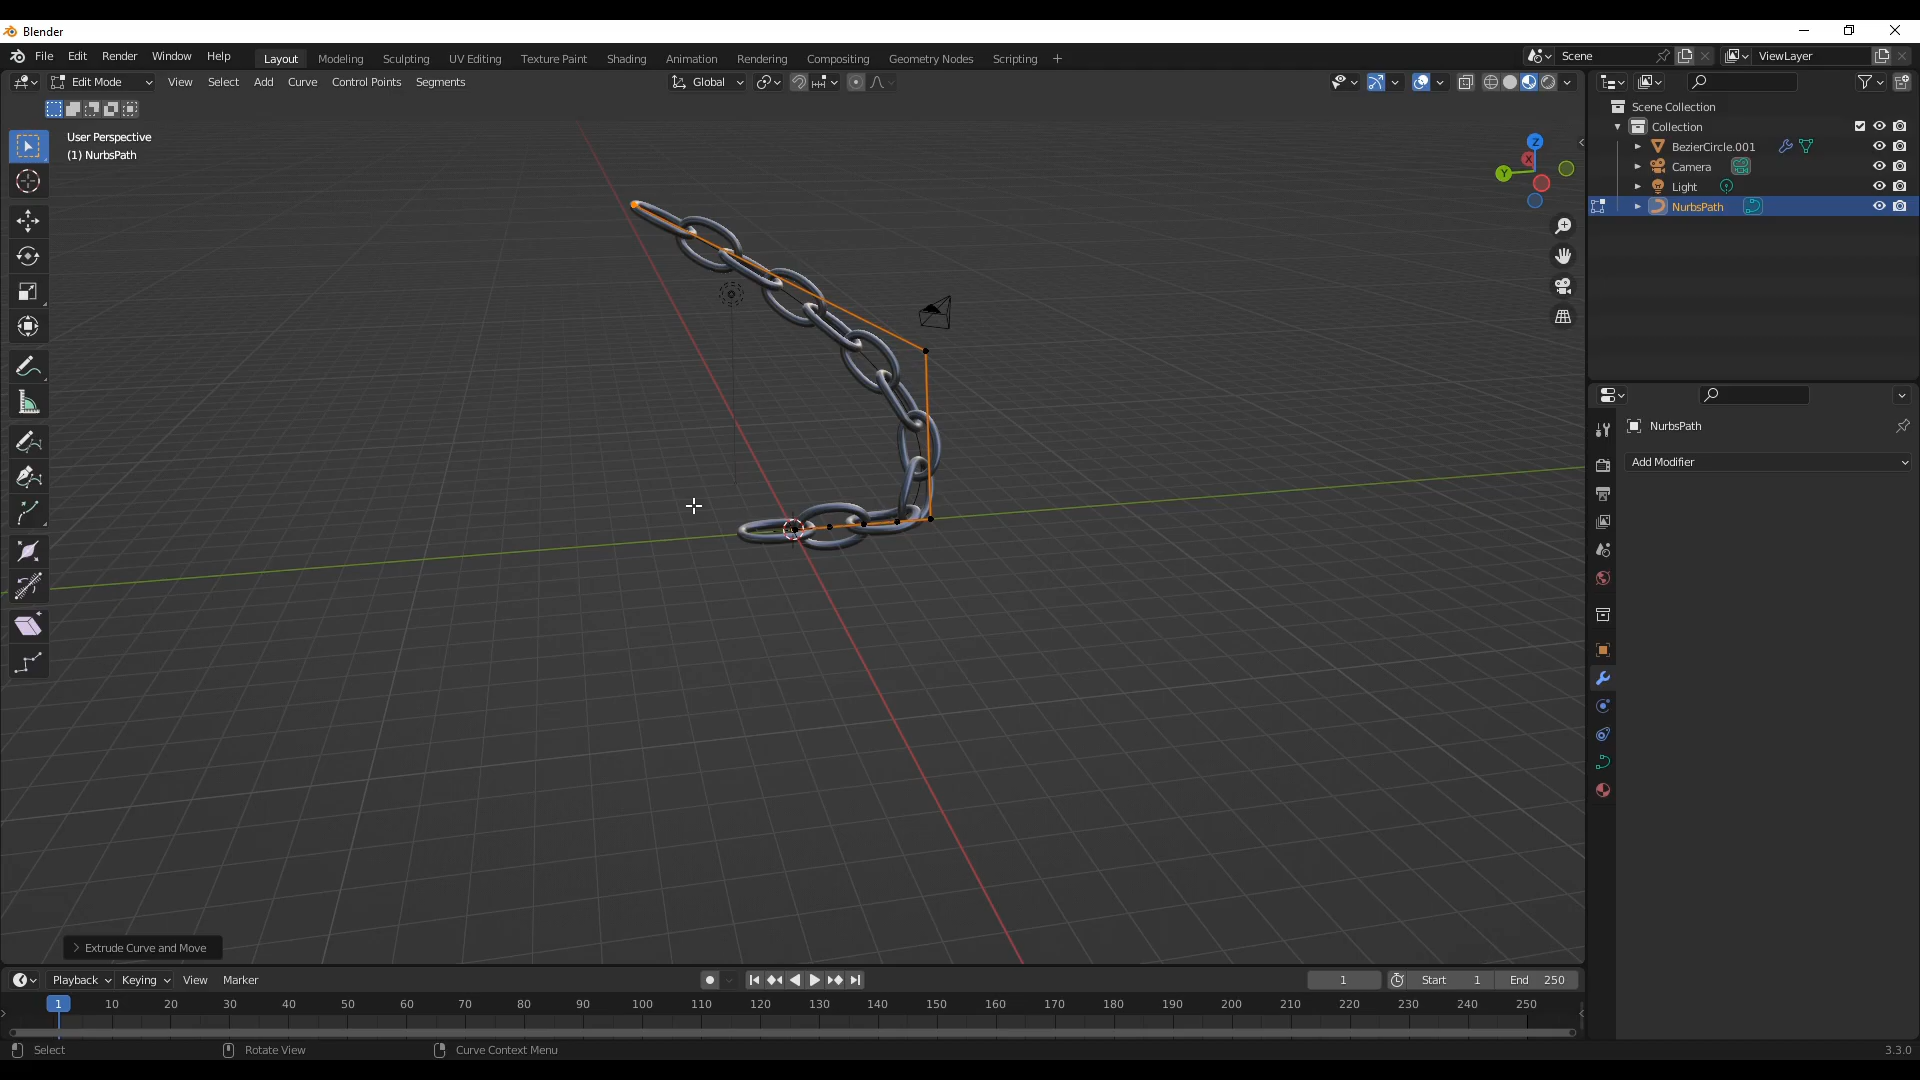 Blender
File Edit Render Window Help Layout Modeling Sculpting UV Editing Texture Paint Shading Animation Rendering Compositing Geometry Nodes Scripting + Scene ViewLayer
Edit Mode View Select Add Curve Control Points Segments Global
User Perspective
(1) NurbsPath
Z
X
Y
Scene Collection
Collection
BezierCircle.001
Camera
Light
NurbsPath
NurbsPath
Add Modifier
Extrude Curve and Move
Playback Keying View Marker 1 Start 1 End 250
1 10 20 30 40 50 60 70 80 90 100 110 120 130 140 150 160 170 180 190 200 210 220 230 240 250
Select Rotate View Curve Context Menu 3.3.0